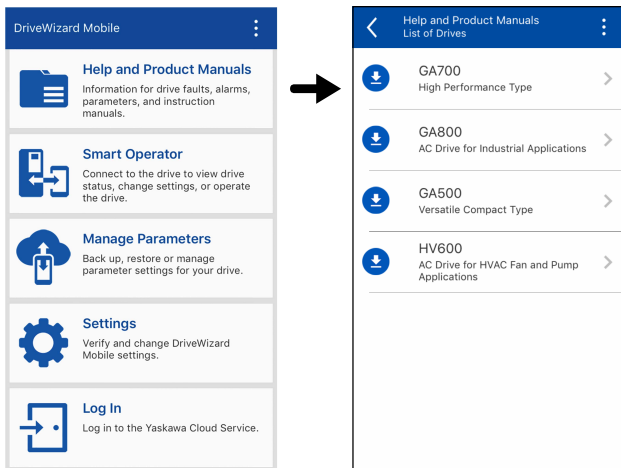 DriveWizard Mobile
Help and Product Manuals
Information for drive faults, alarms,
parameters, and instruction
manuals.
Smart Operator
Connect to the drive to view drive
status, change settings, or operate
the drive.
Manage Parameters
Back up, restore or manage
parameter settings for your drive.
Settings
Verify and change DriveWizard
Mobile settings.
Log In
Log in to the Yaskawa Cloud Service.
Help and Product Manuals
List of Drives
GA700
High Performance Type
GA800
AC Drive for Industrial Applications
GA500
Versatile Compact Type
HV600
AC Drive for HVAC Fan and Pump
Applications